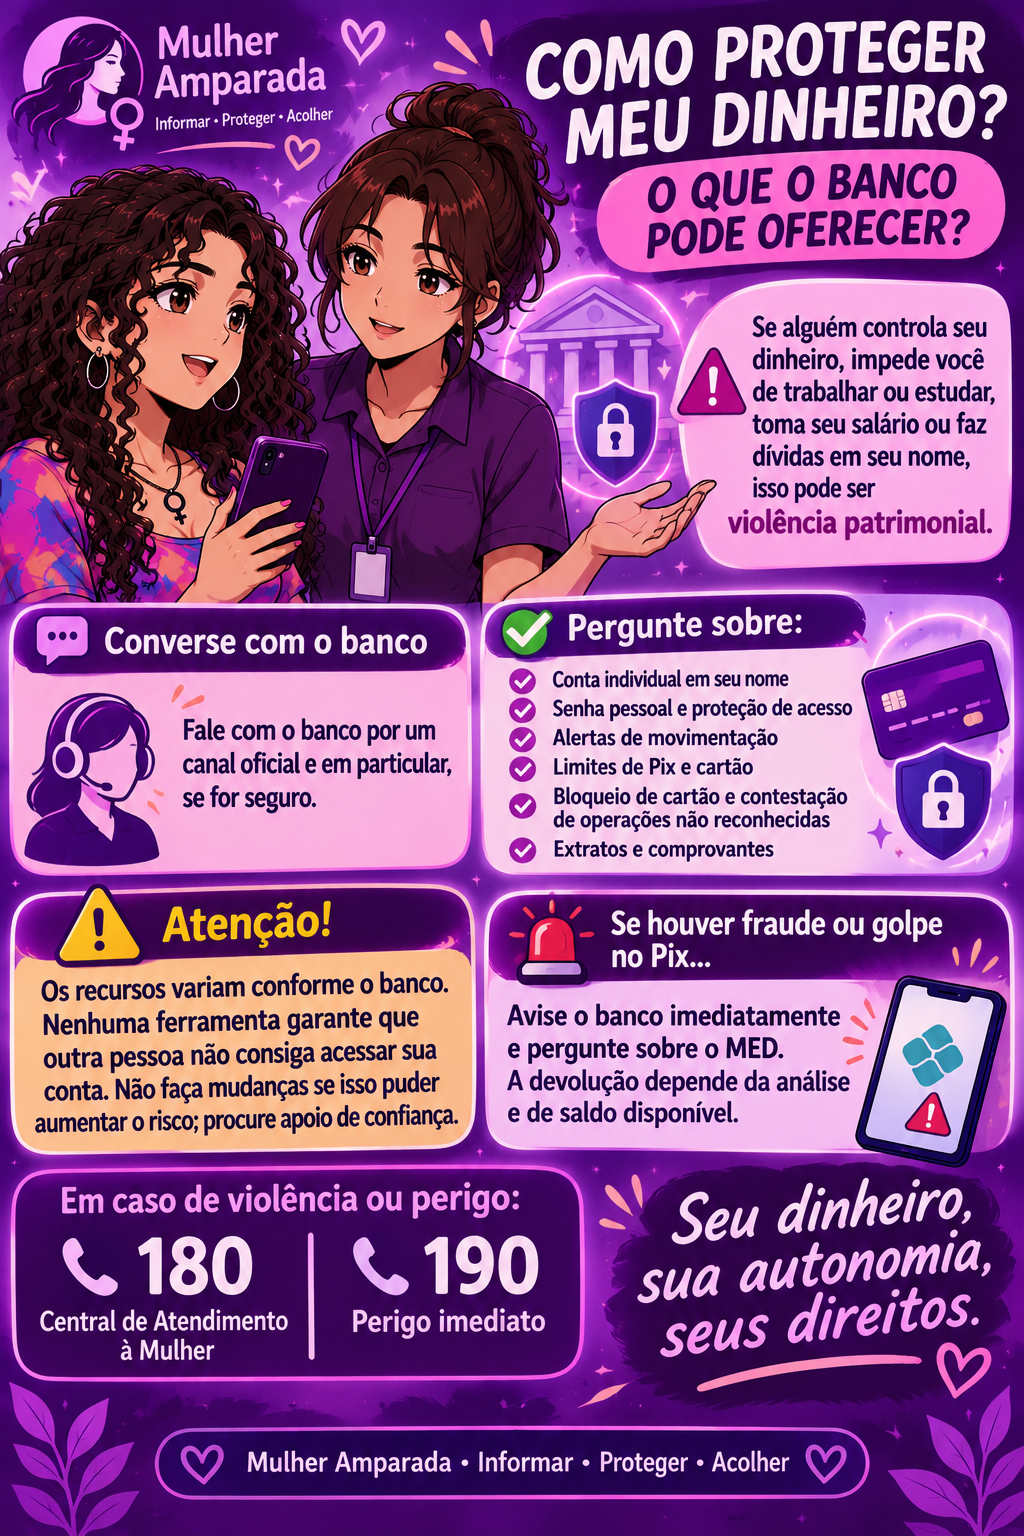 Mulher
Amparada
Informar • Proteger • Acolher
COMO PROTEGER
MEU DINHEIRO?
O QUE O BANCO
PODE OFERECER?
Se alguém controla seu
dinheiro, impede você
de trabalhar ou estudar,
toma seu salário ou faz
dívidas em seu nome,
isso pode ser
violência patrimonial.
Converse com o banco
Fale com o banco por um
canal oficial e em particular,
se for seguro.
Pergunte sobre:
Conta individual em seu nome
Senha pessoal e proteção de acesso
Alertas de movimentação
Limites de Pix e cartão
Bloqueio de cartão e contestação
de operações não reconhecidas
Extratos e comprovantes
Atenção!
Os recursos variam conforme o banco.
Nenhuma ferramenta garante que
outra pessoa não consiga acessar sua
conta. Não faça mudanças se isso puder
aumentar o risco; procure apoio de confiança.
Se houver fraude ou golpe
no Pix...
Avise o banco imediatamente
e pergunte sobre o MED.
A devolução depende da análise
e de saldo disponível.
Em caso de violência ou perigo:
180
Central de Atendimento
à Mulher
190
Perigo imediato
Seu dinheiro,
sua autonomia,
seus direitos.
Mulher Amparada • Informar • Proteger • Acolher